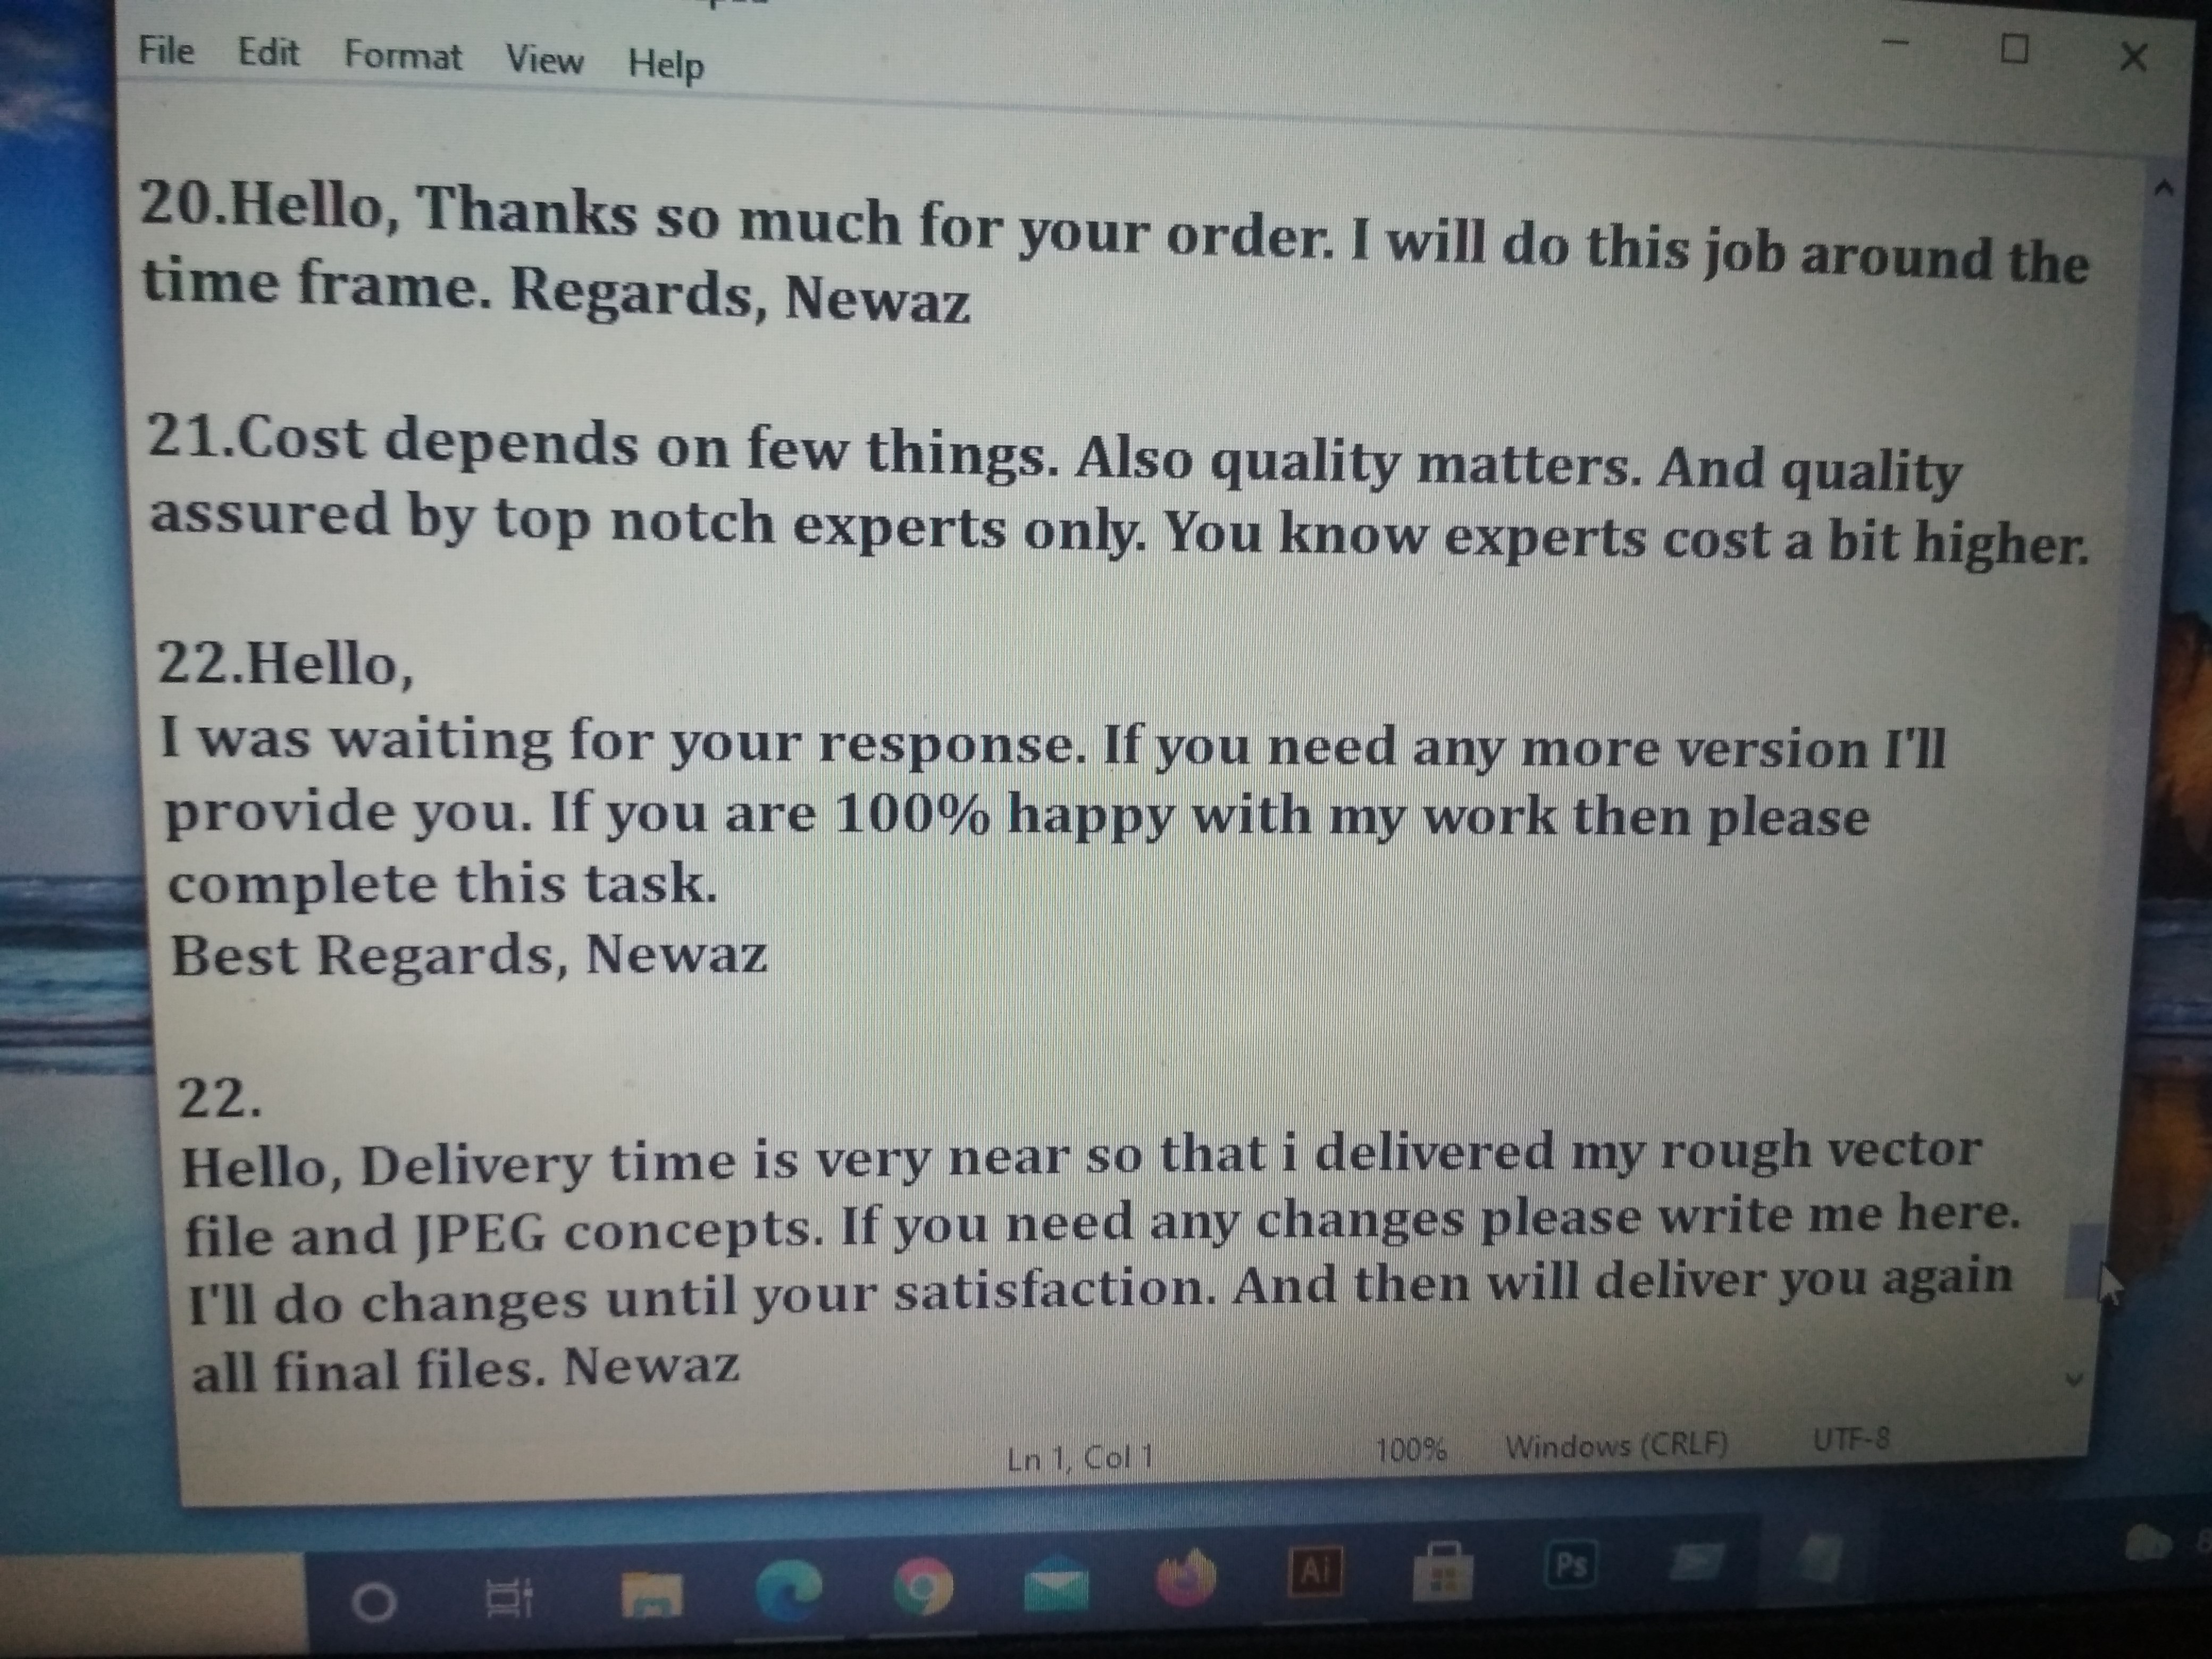 File Edit Format View Help
20.Hello, Thanks so much for your order. I will do this job around the
time frame. Regards, Newaz
21.Cost depends on few things. Also quality matters. And quality
assured by top notch experts only. You know experts cost a bit higher.
22.Hello,
I was waiting for your response. If you need any more version I'll
provide you. If you are 100% happy with my work then please
complete this task.
Best Regards, Newaz
22.
Hello, Delivery time is very near so that i delivered my rough vector
file and JPEG concepts. If you need any changes please write me here.
I'll do changes until your satisfaction. And then will deliver you again
all final files. Newaz
Ln 1, Col 1 100% Windows (CRLF) UTF-8
Ai Ps